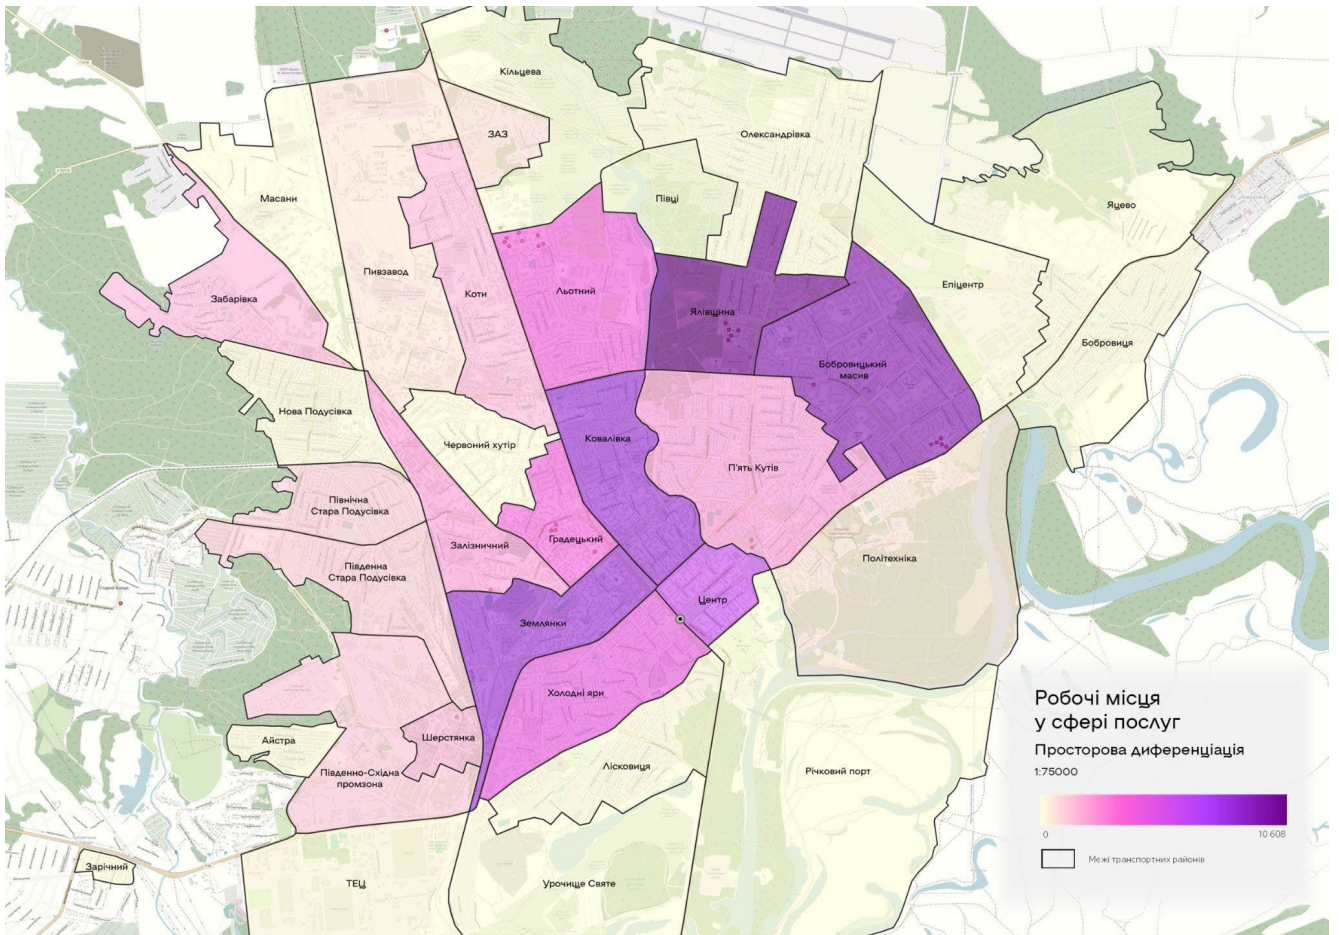 Кільцева
ЗАЗ
Олександрівка
Масани
Півці
Яцево
Пивзавод
Забарівка
Коти
Льотний
Ялівщина
Епіцентр
Бобровиця
Бобровицький
масив
Нова Подусівка
Червоний хутір
Ковалівка
П'ять Кутів
Північна
Стара Подусівка
Залізничний
Градецький
Політехніка
Південна
Стара Подусівка
Центр
Землянки
Холодні яри
Шерстянка
Айстра
Південно-Східна
промзона
Лісковиця
Річковий порт
Зарічний
ТЕЦ
Урочище Святе
Робочі місця
у сфері послуг
Просторова диференціація
1:75000
0 10 608
Межі транспортних районів